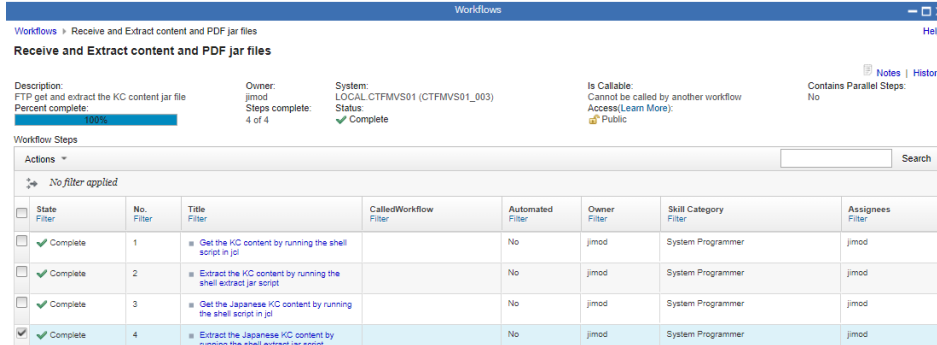 Workflows
Workflows ▸ Receive and Extract content and PDF jar files
Hel
Receive and Extract content and PDF jar files
Notes | Histor
Description: Owner: System: Is Callable: Contains Parallel Steps:
FTP get and extract the KC content jar file jimod LOCAL.CTFMVS01 (CTFMVS01_003) Cannot be called by another workflow No
Percent complete: Steps complete: Status: Access(Learn More):
100% 4 of 4 Complete Public
Workflow Steps
Actions Search
No filter applied
State No. Title CalledWorkflow Automated Owner Skill Category Assignees
Filter Filter Filter Filter Filter Filter Filter Filter
Complete 1 Get the KC content by running the shell No jimod System Programmer jimod
script in jcl
Complete 2 Extract the KC content by running the No jimod System Programmer jimod
shell extract jar script
Complete 3 Get the Japanese KC content by running No jimod System Programmer jimod
the shell script in jcl
Complete 4 Extract the Japanese KC content by No jimod System Programmer jimod
running the shell extract jar script